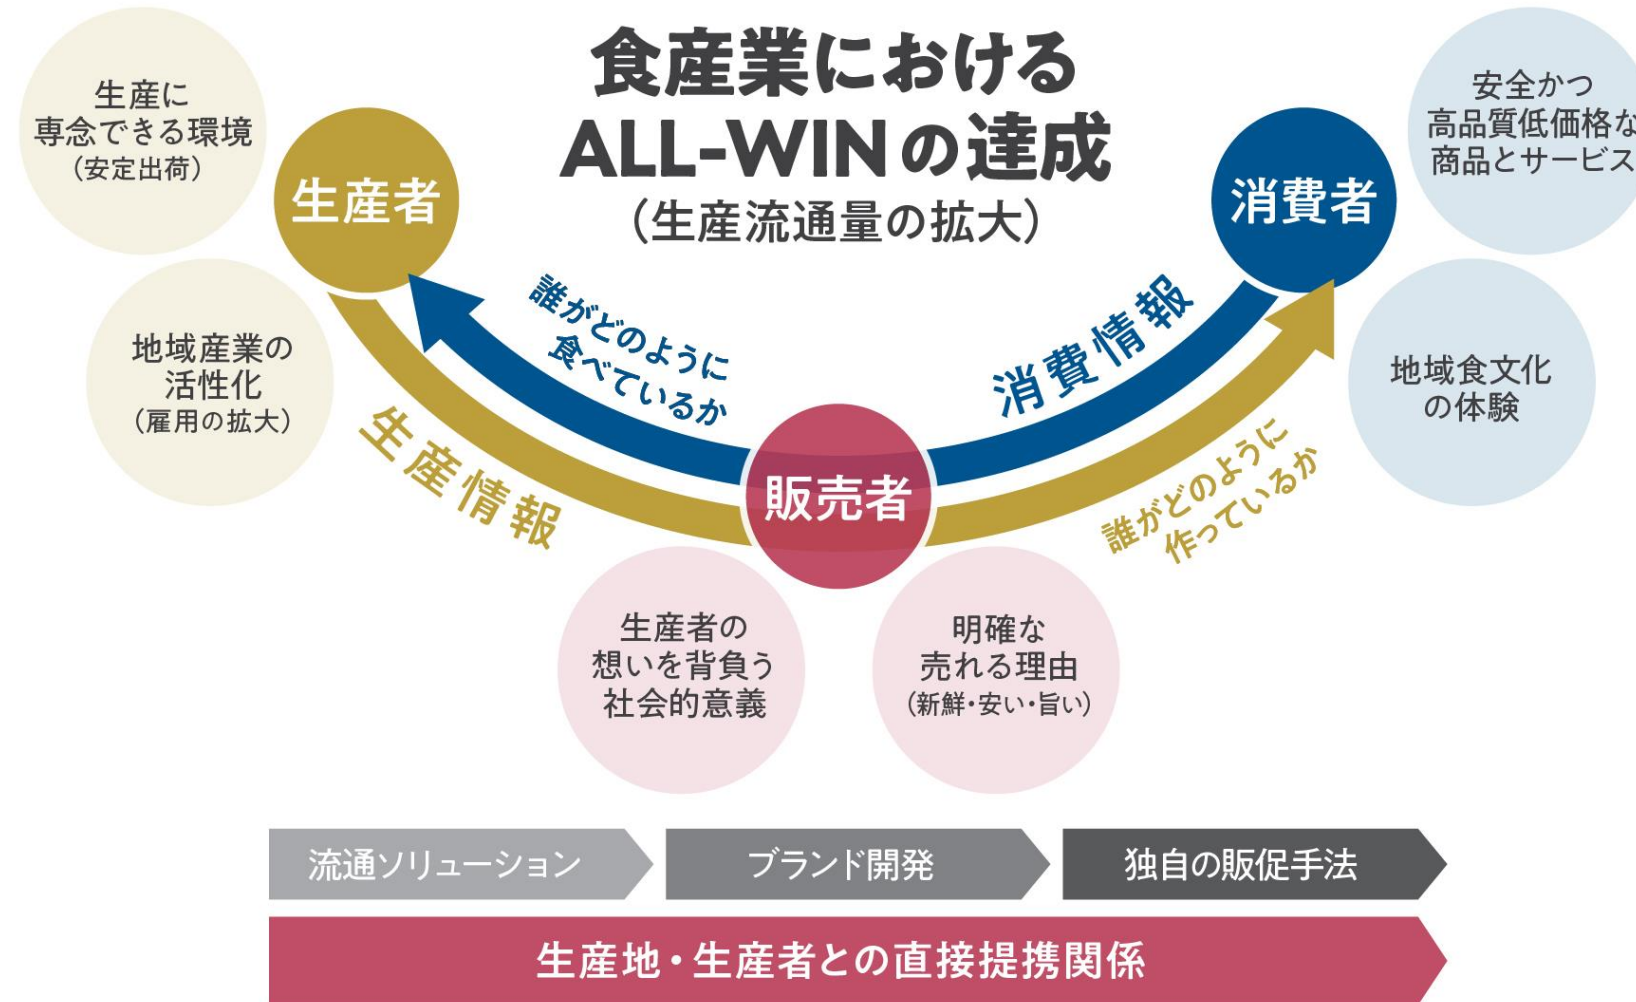 食産業における
ALL-WINの達成
（生産流通量の拡大）
生産に
専念できる環境
（安定出荷）
生産者
地域産業の
活性化
（雇用の拡大）
消費者
安全かつ
高品質低価格な
商品とサービス
地域食文化
の体験
誰がどのように
食べているか
消費情報
生産情報
誰がどのように
作っているか
販売者
生産者の
想いを背負う
社会的意義
明確な
売れる理由
（新鮮・安い・旨い）
流通ソリューション
ブランド開発
独自の販促手法
生産地・生産者との直接提携関係